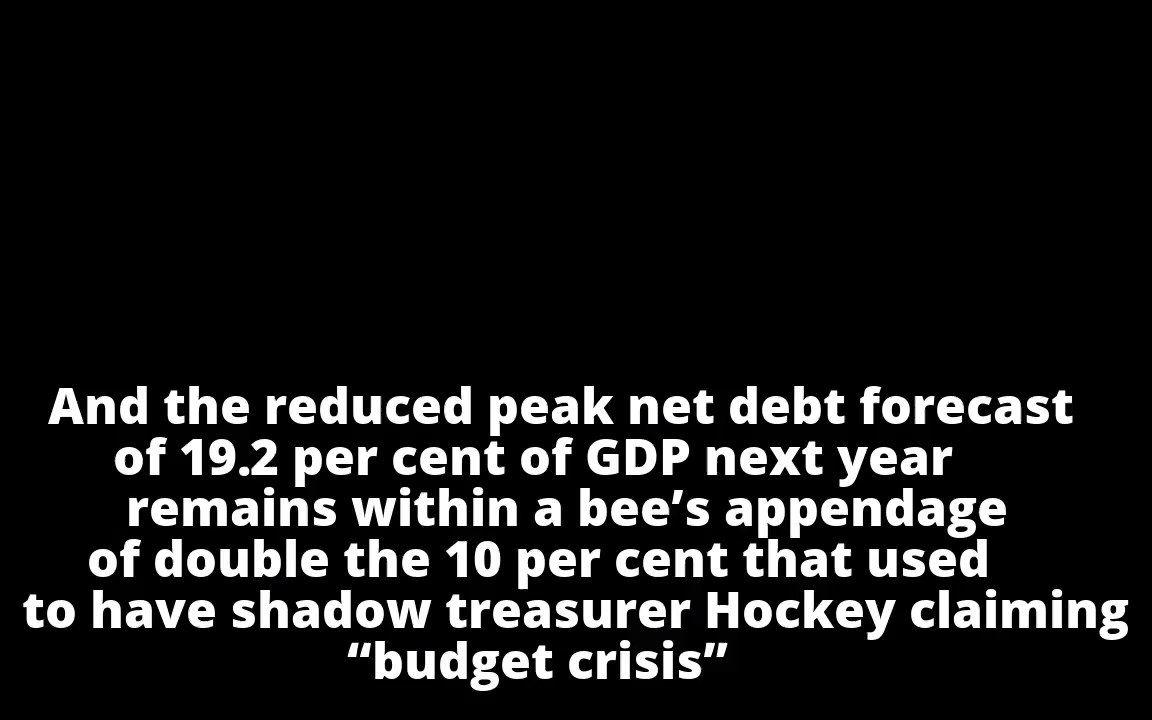 And the reduced peak net debt forecast
of 19.2 per cent of GDP next year
remains within a bee’s appendage
of double the 10 per cent that used
to have shadow treasurer Hockey claiming
“budget crisis”